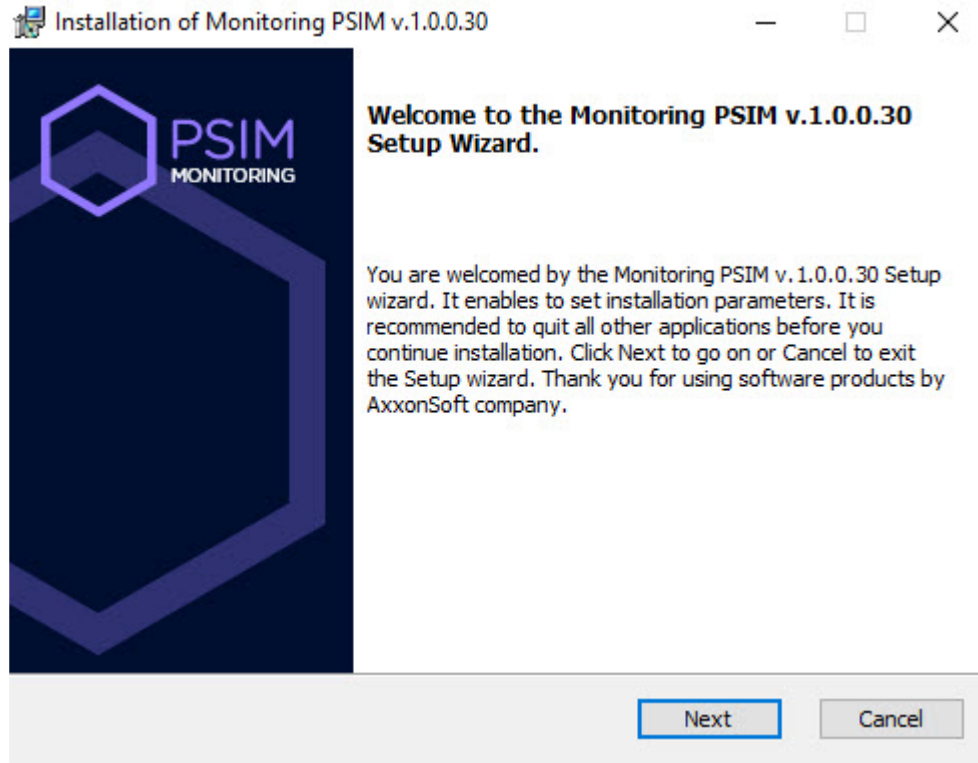 Installation of Monitoring PSIM v.1.0.0.30
PSIM
MONITORING
Welcome to the Monitoring PSIM v.1.0.0.30
Setup Wizard.
You are welcomed by the Monitoring PSIM v.1.0.0.30 Setup
wizard. It enables to set installation parameters. It is
recommended to quit all other applications before you
continue installation. Click Next to go on or Cancel to exit
the Setup wizard. Thank you for using software products by
AxxonSoft company.
Next
Cancel